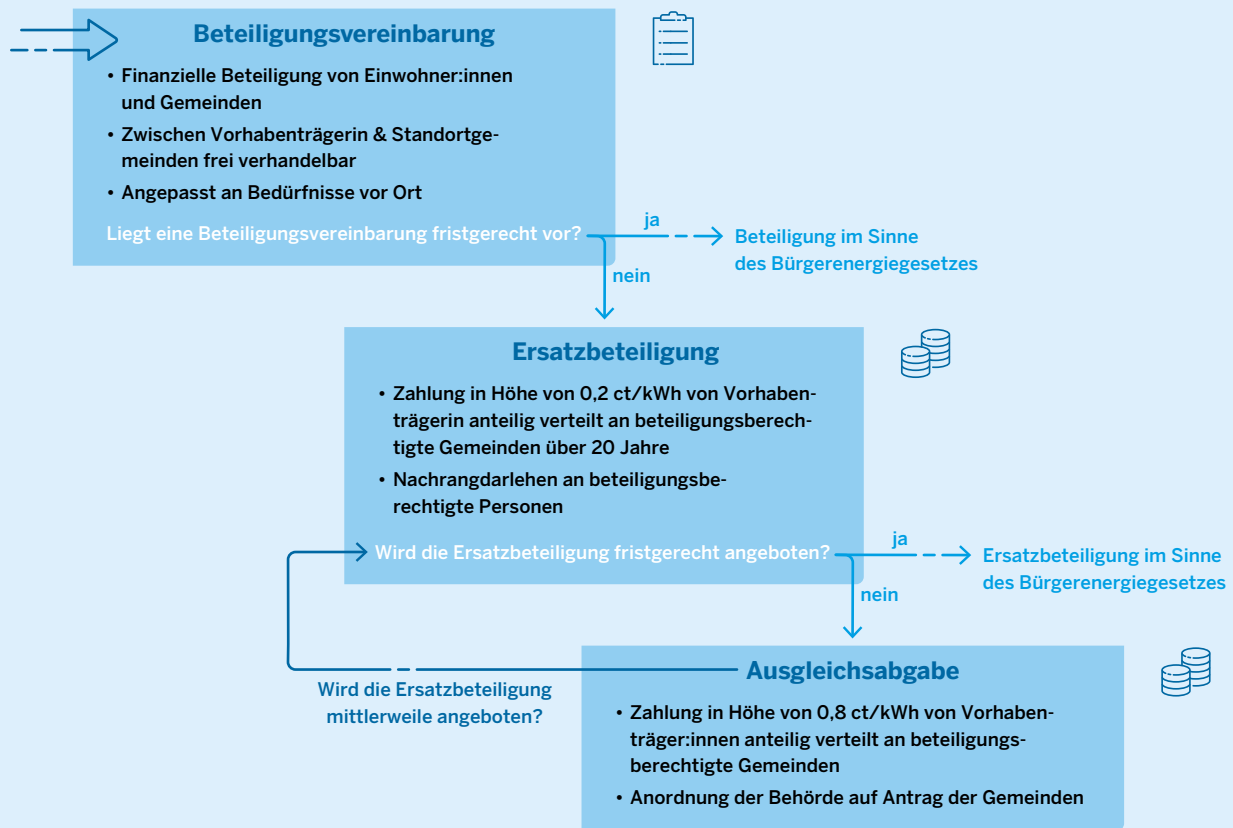 Beteiligungsvereinbarung
• Finanzielle Beteiligung von Einwohner:innen
und Gemeinden
• Zwischen Vorhabenträgerin & Standortge-
meinden frei verhandelbar
• Angepasst an Bedürfnisse vor Ort
Liegt eine Beteiligungsvereinbarung fristgerecht vor?
ja
Beteiligung im Sinne
des Bürgerenergiegesetzes
nein
Ersatzbeteiligung
• Zahlung in Höhe von 0,2 ct/kWh von Vorhaben-
trägerin anteilig verteilt an beteiligungsberech-
tigte Gemeinden über 20 Jahre
• Nachrangdarlehen an beteiligungsbe-
rechtigte Personen
Wird die Ersatzbeteiligung fristgerecht angeboten?
ja
Ersatzbeteiligung im Sinne
des Bürgerenergiegesetzes
nein
Ausgleichsabgabe
Wird die Ersatzbeteiligung
mittlerweile angeboten?
• Zahlung in Höhe von 0,8 ct/kWh von Vorhaben-
träger:innen anteilig verteilt an beteiligungs-
berechtigte Gemeinden
• Anordnung der Behörde auf Antrag der Gemeinden